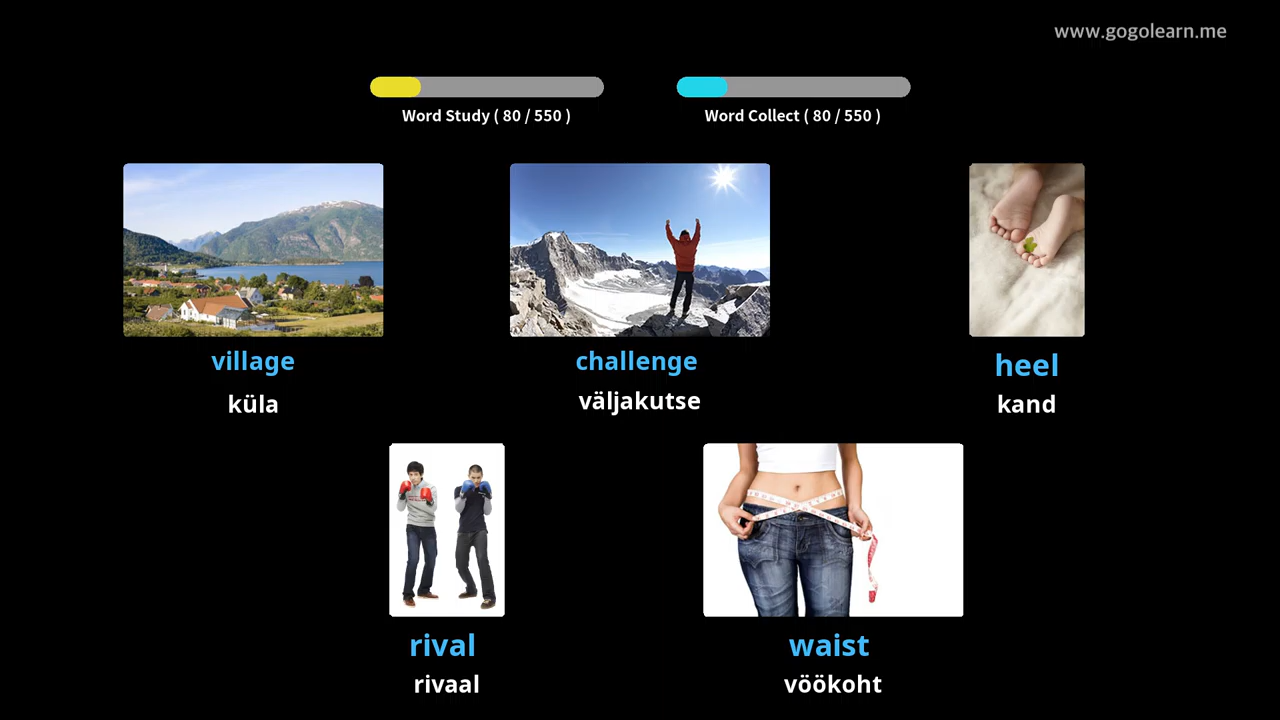 www.gogolearn.me
Word Study ( 80 / 550 )
Word Collect ( 80 / 550 )
village
küla
challenge
väljakutse
heel
kand
rival
rivaal
waist
vöökoht